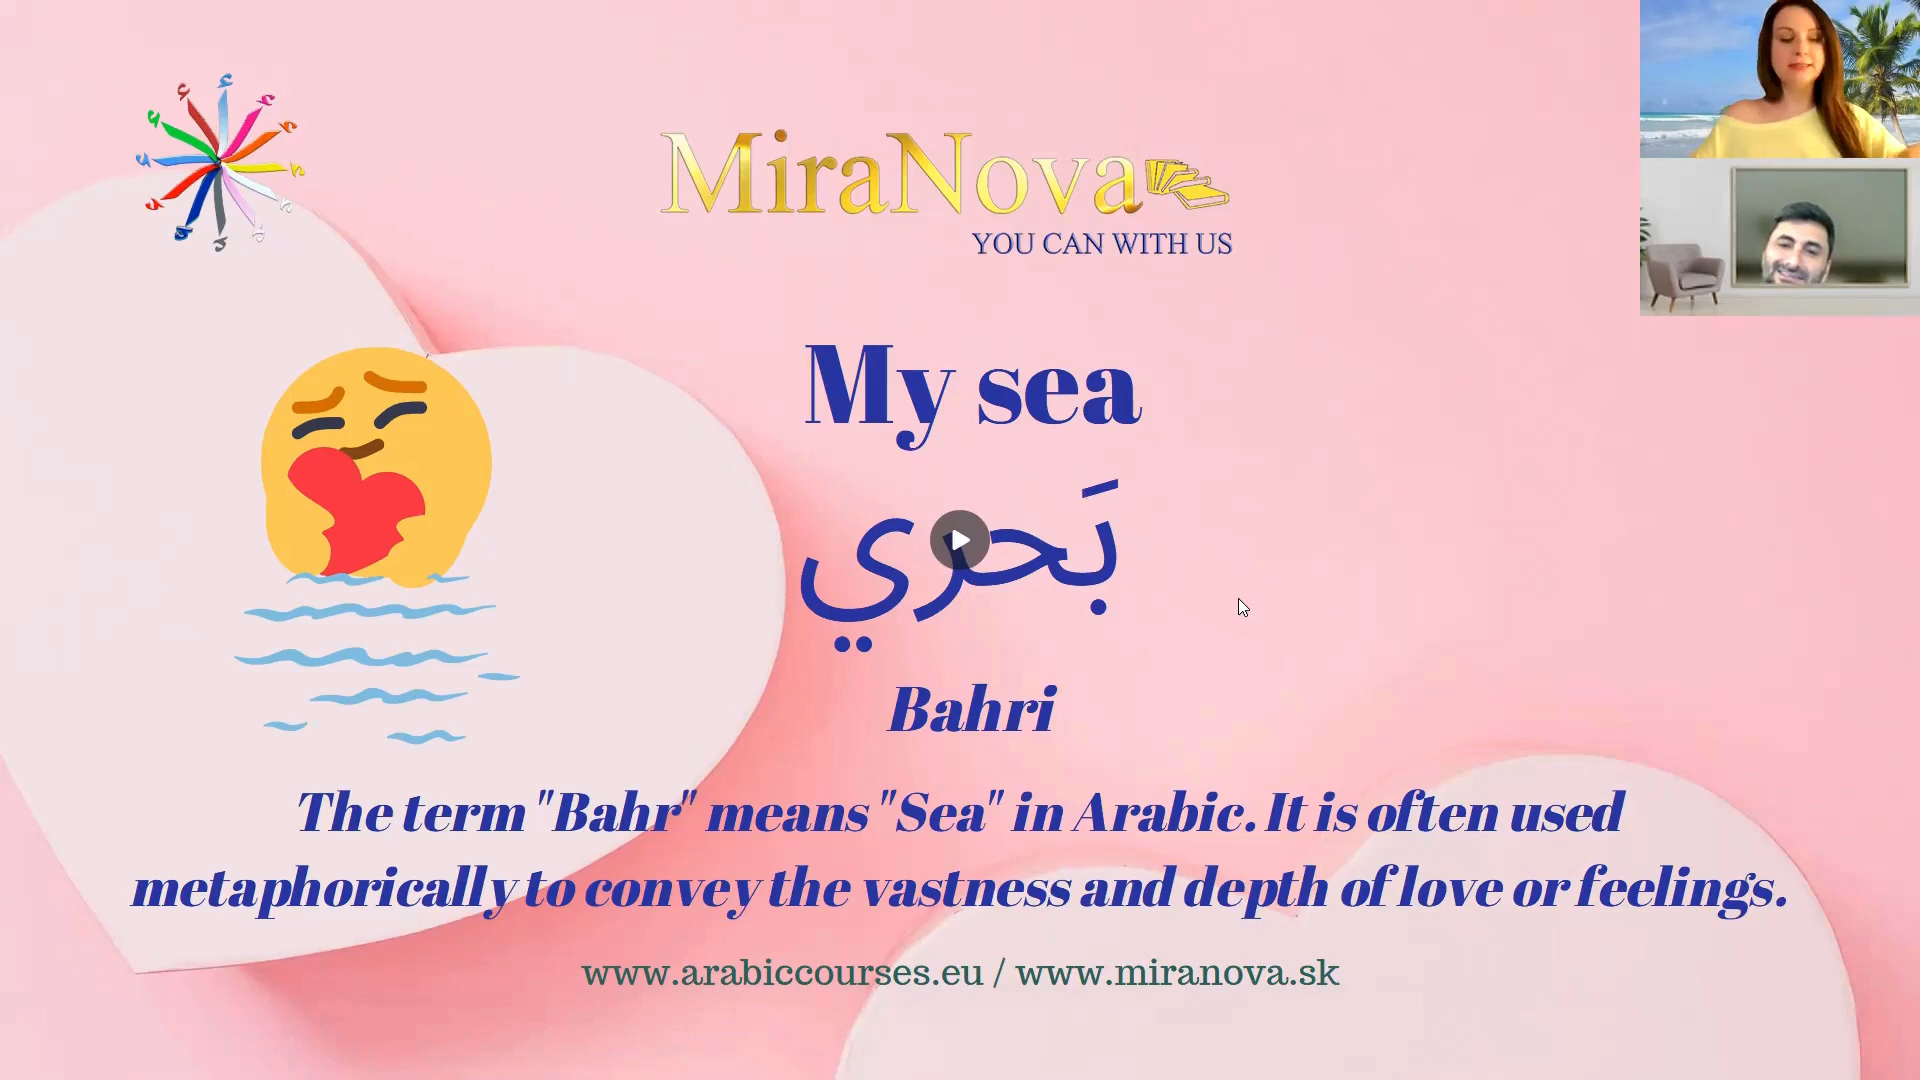 MiraNova
YOU CAN WITH US
My sea
بَحري
Bahri
The term "Bahr" means "Sea" in Arabic. It is often used
metaphorically to convey the vastness and depth of love or feelings.
www.arabiccourses.eu / www.miranova.sk